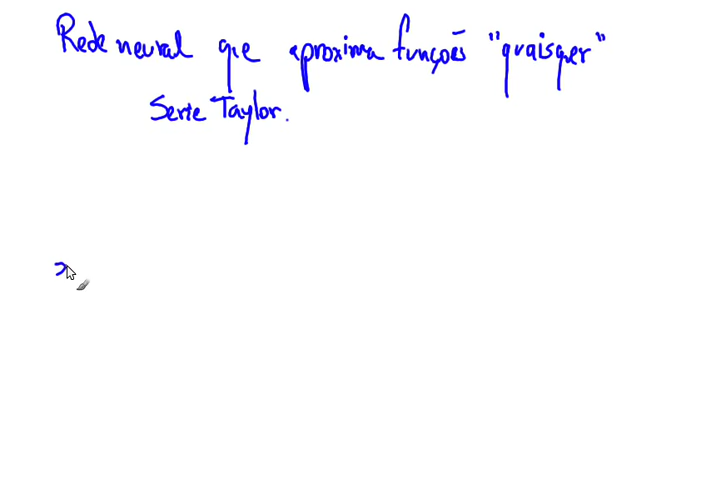 Rede neural que aproxima funções "quaisquer"
Serie Taylor.